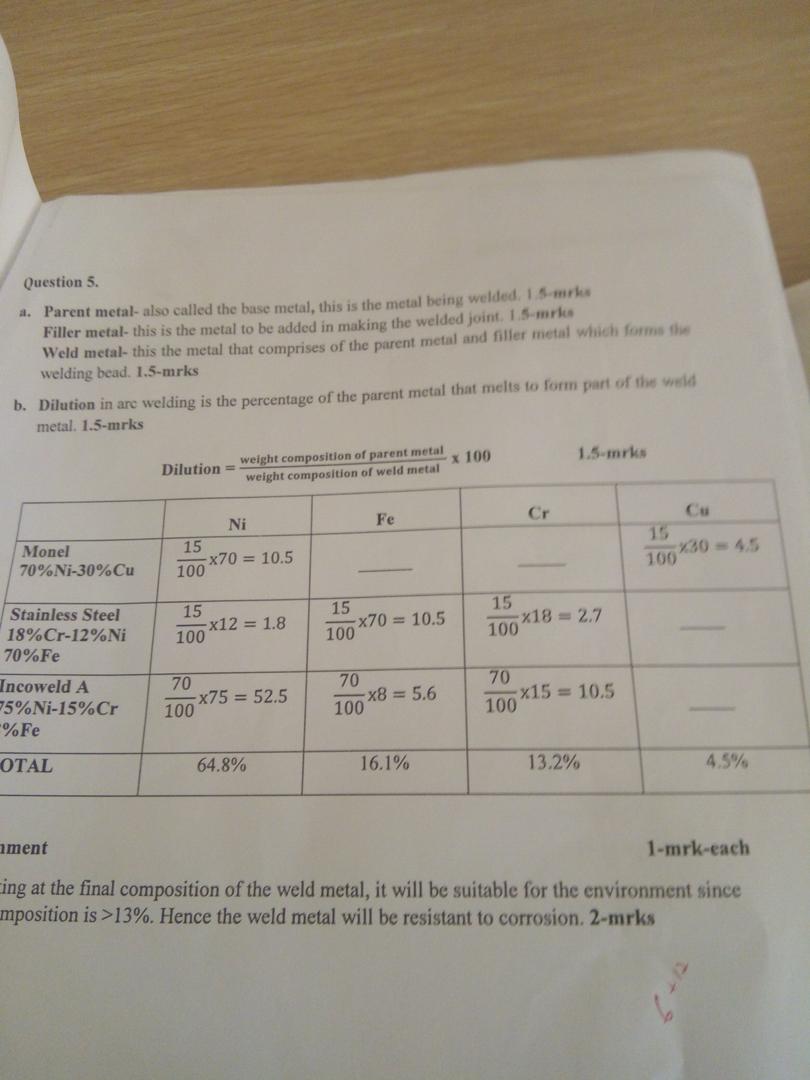 Question 5.
a. Parent metal- also called the base metal, this is the metal being welded. 1.5-mrks
Filler metal- this is the metal to be added in making the welded joint. 1.5-mrks
Weld metal- this the metal that comprises of the parent metal and filler metal which forms the
welding bead. 1.5-mrks
b. Dilution in arc welding is the percentage of the parent metal that melts to form part of the weld
metal. 1.5-mrks
Dilution = weight composition of parent metal / weight composition of weld metal x 100 1.5-mrks
Ni Fe Cr Cu
Monel
70%Ni-30%Cu
15/100 x70 = 10.5
15/100 x30 = 4.5
Stainless Steel
18%Cr-12%Ni
70%Fe
15/100 x12 = 1.8
15/100 x70 = 10.5
15/100 x18 = 2.7
Incoweld A
75%Ni-15%Cr
%Fe
70/100 x75 = 52.5
70/100 x8 = 5.6
70/100 x15 = 10.5
OTAL 64.8% 16.1% 13.2% 4.5%
nment 1-mrk-each
ing at the final composition of the weld metal, it will be suitable for the environment since
mposition is >13%. Hence the weld metal will be resistant to corrosion. 2-mrks